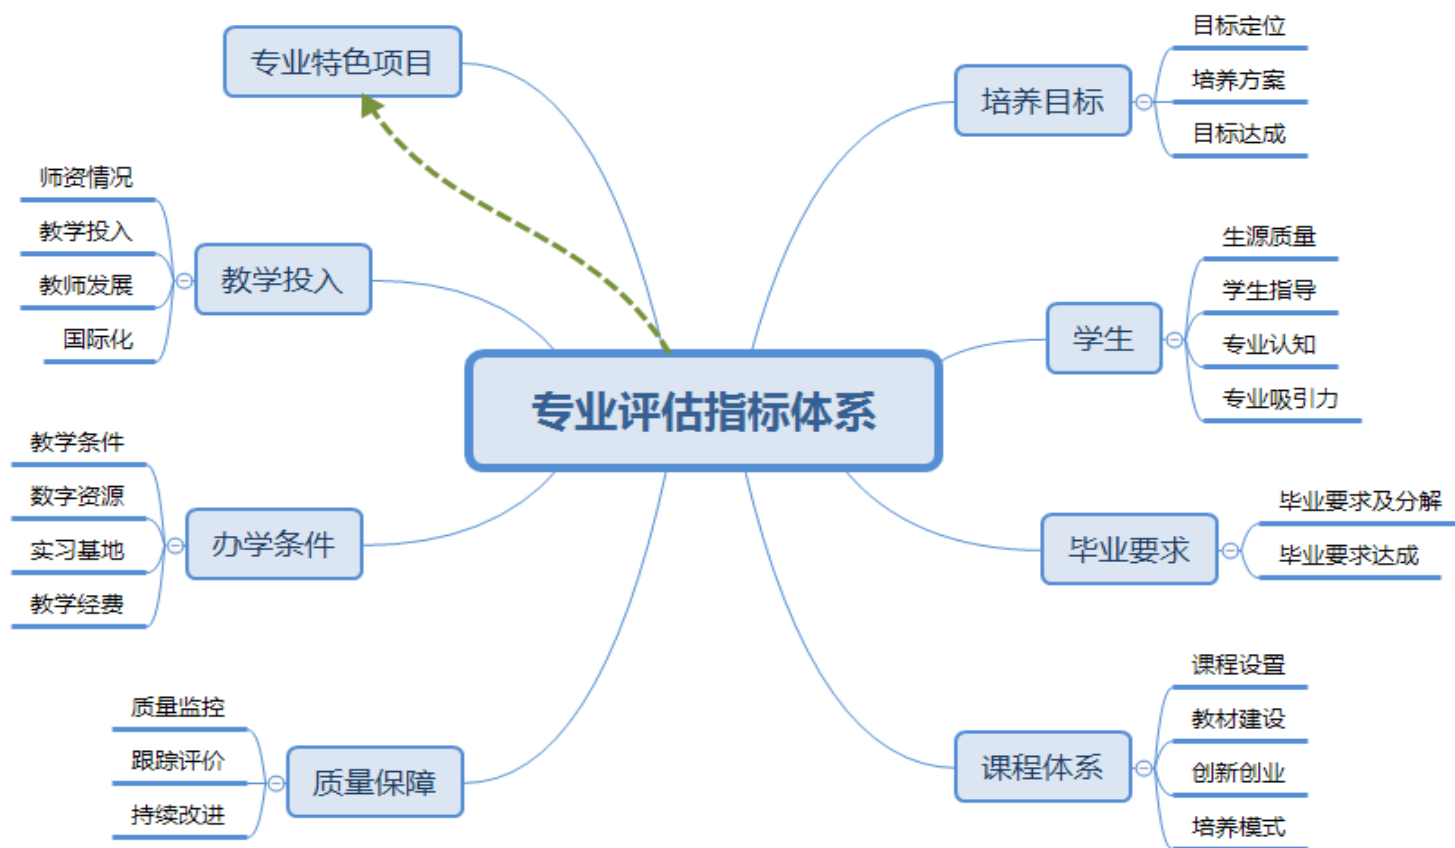 专业评估指标体系
培养目标
目标定位
培养方案
目标达成
学生
生源质量
学生指导
专业认知
专业吸引力
毕业要求
毕业要求及分解
毕业要求达成
课程体系
课程设置
教材建设
创新创业
培养模式
专业特色项目
教学投入
师资情况
教学投入
教师发展
国际化
办学条件
教学条件
数字资源
实习基地
教学经费
质量保障
质量监控
跟踪评价
持续改进